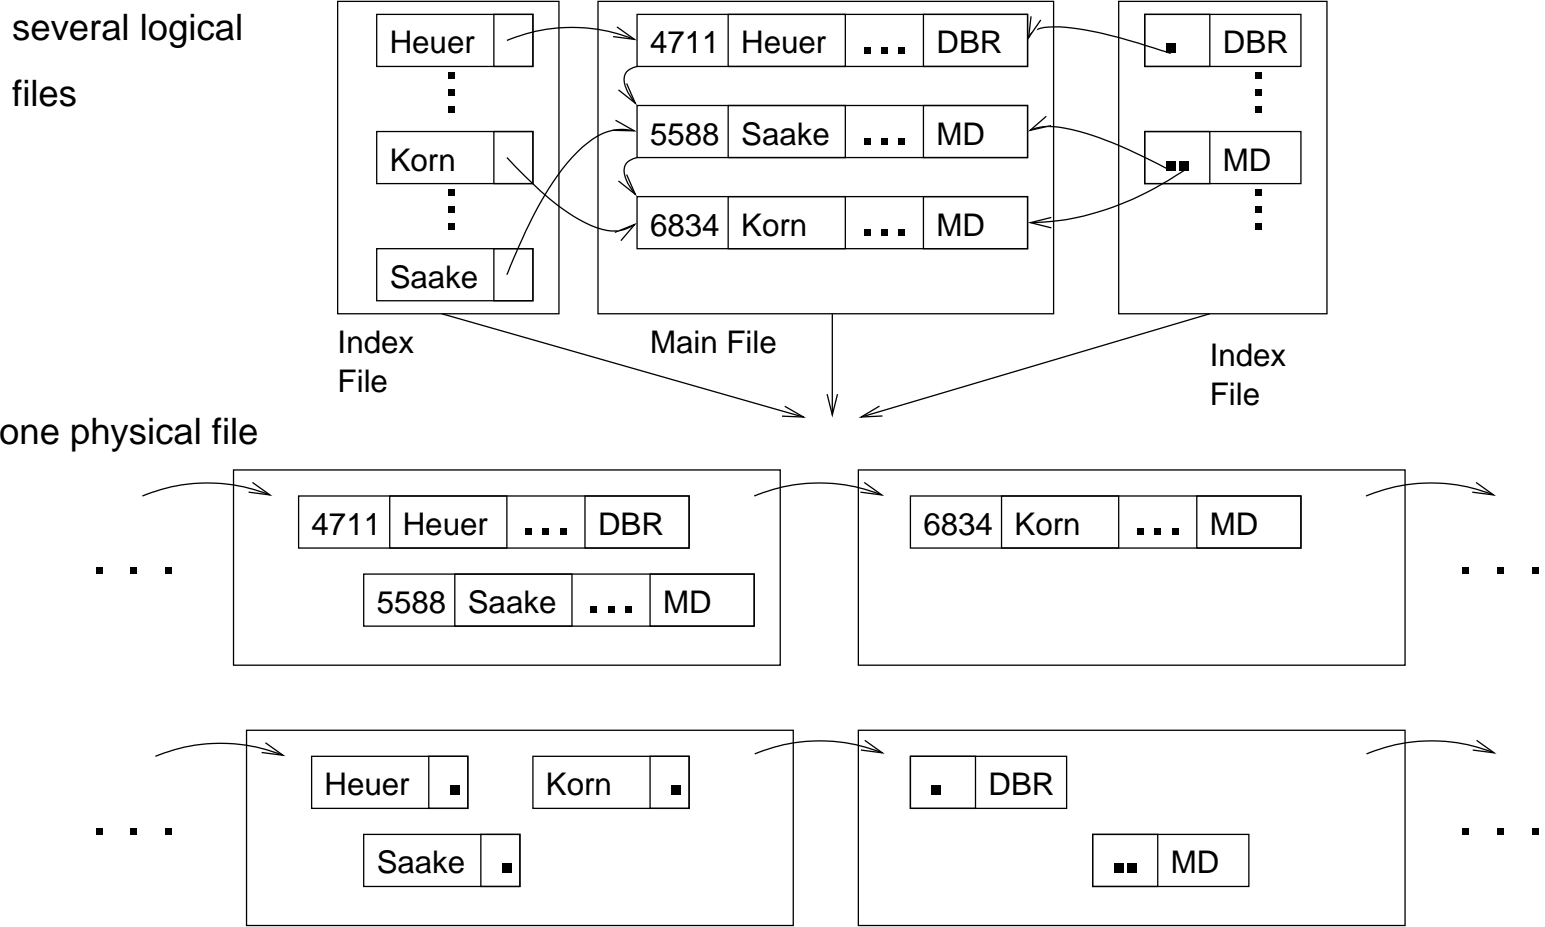 several logical
files
Heuer
Korn
Saake
Index
File
4711 Heuer ... DBR
5588 Saake ... MD
6834 Korn ... MD
Main File
DBR
MD
Index
File
one physical file
4711 Heuer ... DBR
5588 Saake ... MD
6834 Korn ... MD
. . .
. . .
Heuer
Korn
Saake
DBR
MD
. . .
. . .